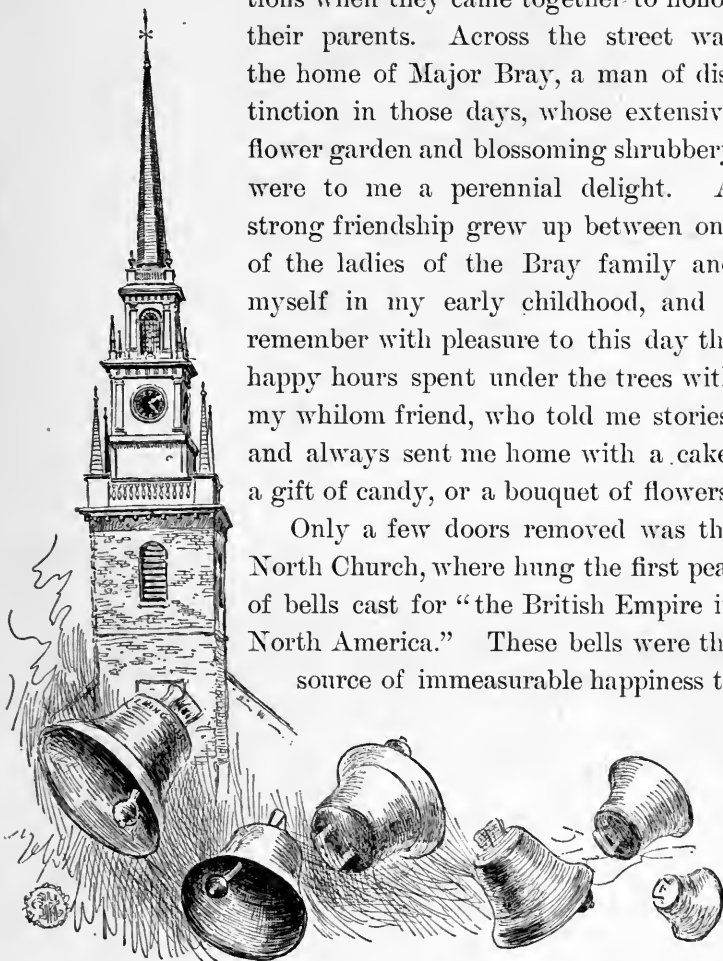 tions when they came together to hono
their parents. Across the street wa
the home of Major Bray, a man of dis
tinction in those days, whose extensiv
flower garden and blossoming shrubbery
were to me a perennial delight. A
strong friendship grew up between on
of the ladies of the Bray family and
myself in my early childhood, and
remember with pleasure to this day th
happy hours spent under the trees wit
my whilom friend, who told me stories
and always sent me home with a cake
a gift of candy, or a bouquet of flowers
Only a few doors removed was th
North Church, where hung the first pea
of bells cast for "the British Empire i
North America." These bells were th
source of immeasurable happiness t